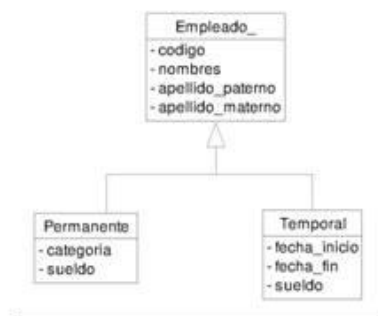 Empleado_
- codigo
- nombres
- apellido_paterno
- apellido_materno
Permanente
- categoria
- sueldo
Temporal
- fecha_inicio
- fecha_fin
- sueldo